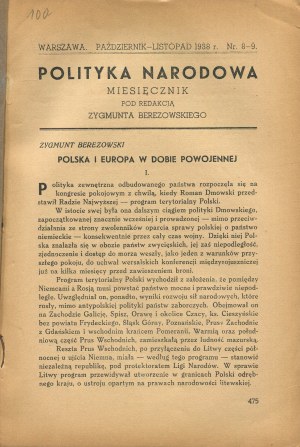 100
WARSZAWA. PAŹDZIERNIK–LISTOPAD 1938 r. Nr. 8–9.
POLITYKA NARODOWA
MIESIĘCZNIK
POD REDAKCJĄ
ZYGMUNTA BEREZOWSKIEGO
ZYGMUNT BEREZOWSKI
POLSKA I EUROPA W DOBIE POWOJENNEJ
I.
Polityka zewnętrzna odbudowanego państwa rozpoczęła się na
kongresie pokojowym z chwilą, kiedy Roman Dmowski przed-
stawił Radzie Najwyższej — program terytorialny Polski.
W istocie swej była ona dalszym ciągiem polityki Dmowskiego,
zapoczątkowanej znacznie wcześniej i prowadzonej — mimo przeciw-
działania ze strony zwolenników oparcia sprawy polskiej o państwa
niemieckie — konsekwentnie przez cały czas wojny. Dzięki niej Pol-
ska znalazła się w obozie państw zwycięskich, jej zaś niepodległość,
zjednoczenie i dostęp do morza weszły, jako jeden z warunków przy-
szłego pokoju, do uchwał wersalskich konferencji międzysojuszniczej
już na kilka miesięcy przed zawieszeniem broni.
Program terytorialny Polski wychodził z założenia, że pomiędzy
Niemcami a Rosją musi powstać państwo mocne i prawdziwie niepod-
ległe. Uwzględniał on, ponadto, wyniki rozwoju sił narodowych, które
rosły, mimo antypolskiej polityki państw zaborczych. Obejmował on
na Zachodzie Galicję, Spisz, Orawę i okolice Czacy, ks. Cieszyńskie
bez powiatu Frydeckiego, Śląsk Górny, Poznańskie, Prusy Zachodnie
z Gdańskiem i wschodnim krańcem Pomeranii, Warmię oraz połud-
niową część Prus Wschodnich, zamieszkałą przez ludność mazurską.
Reszta Prus Wschodnich, po przyłączeniu do Litwy części pół-
nocnej u ujścia Niemna, miała — według tego programu — stanowić
niezależną republikę, pod protektoratem Ligi Narodów. W sprawie
Litwy program przewidywał utworzenie w granicach Polski odręb-
nego kraju, o ustroju opartym na prawach narodowości litewskiej.
475